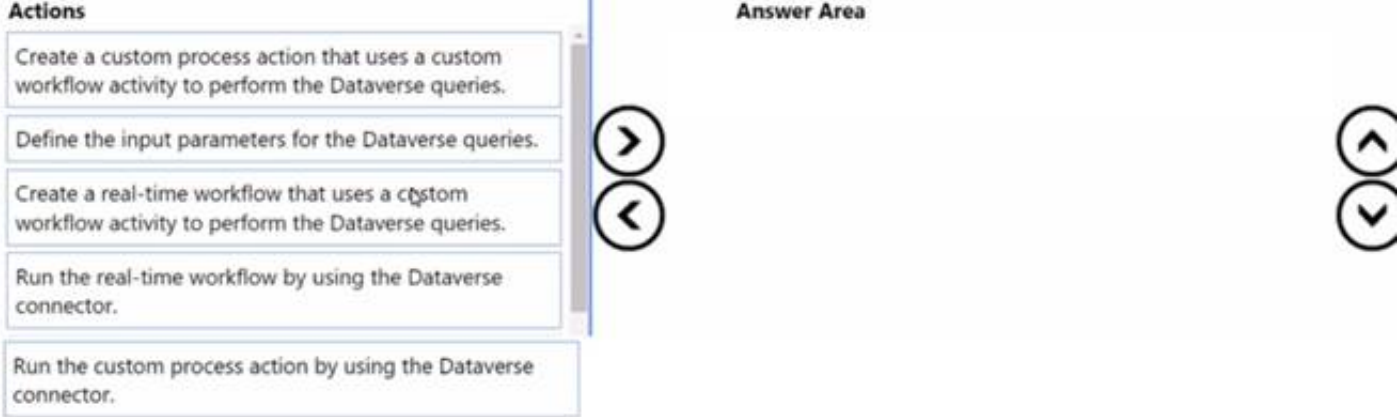 Actions
Answer Area
Create a custom process action that uses a custom
workflow activity to perform the Dataverse queries.
Define the input parameters for the Dataverse queries.
Create a real-time workflow that uses a custom
workflow activity to perform the Dataverse queries.
Run the real-time workflow by using the Dataverse
connector.
Run the custom process action by using the Dataverse
connector.